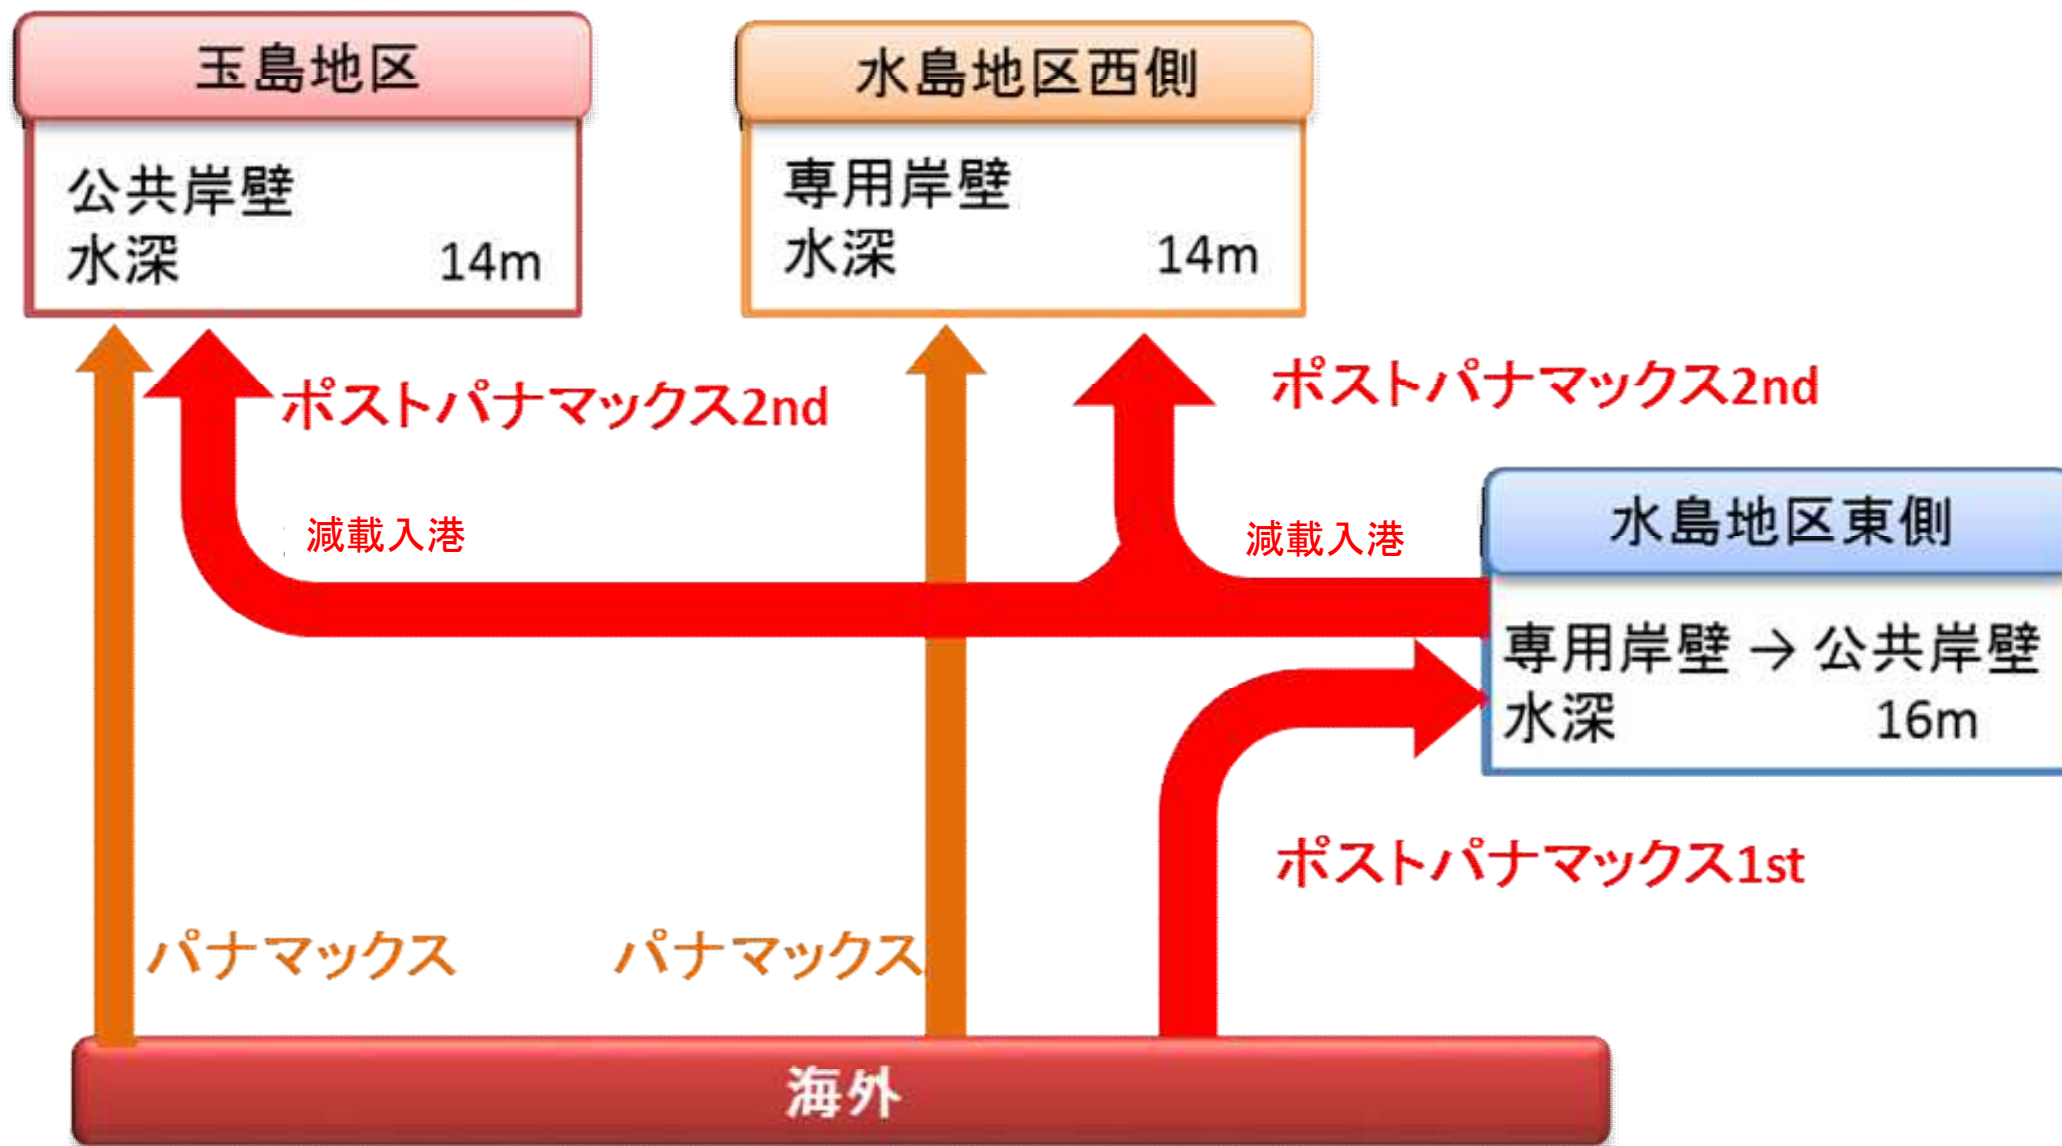 玉島地区
公共岸壁
水深 14m
水島地区西側
専用岸壁
水深 14m
ポストパナマックス2nd
ポストパナマックス2nd
減載入港
減載入港
水島地区東側
専用岸壁 → 公共岸壁
水深 16m
ポストパナマックス1st
パナマックス
パナマックス
海外